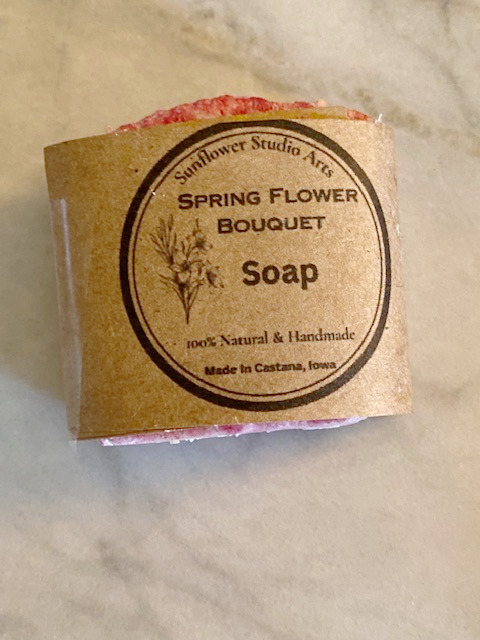 Sunflower Studio Arts
SPRING FLOWER
BOUQUET
Soap
100% Natural & Handmade
Made In Castana, Iowa